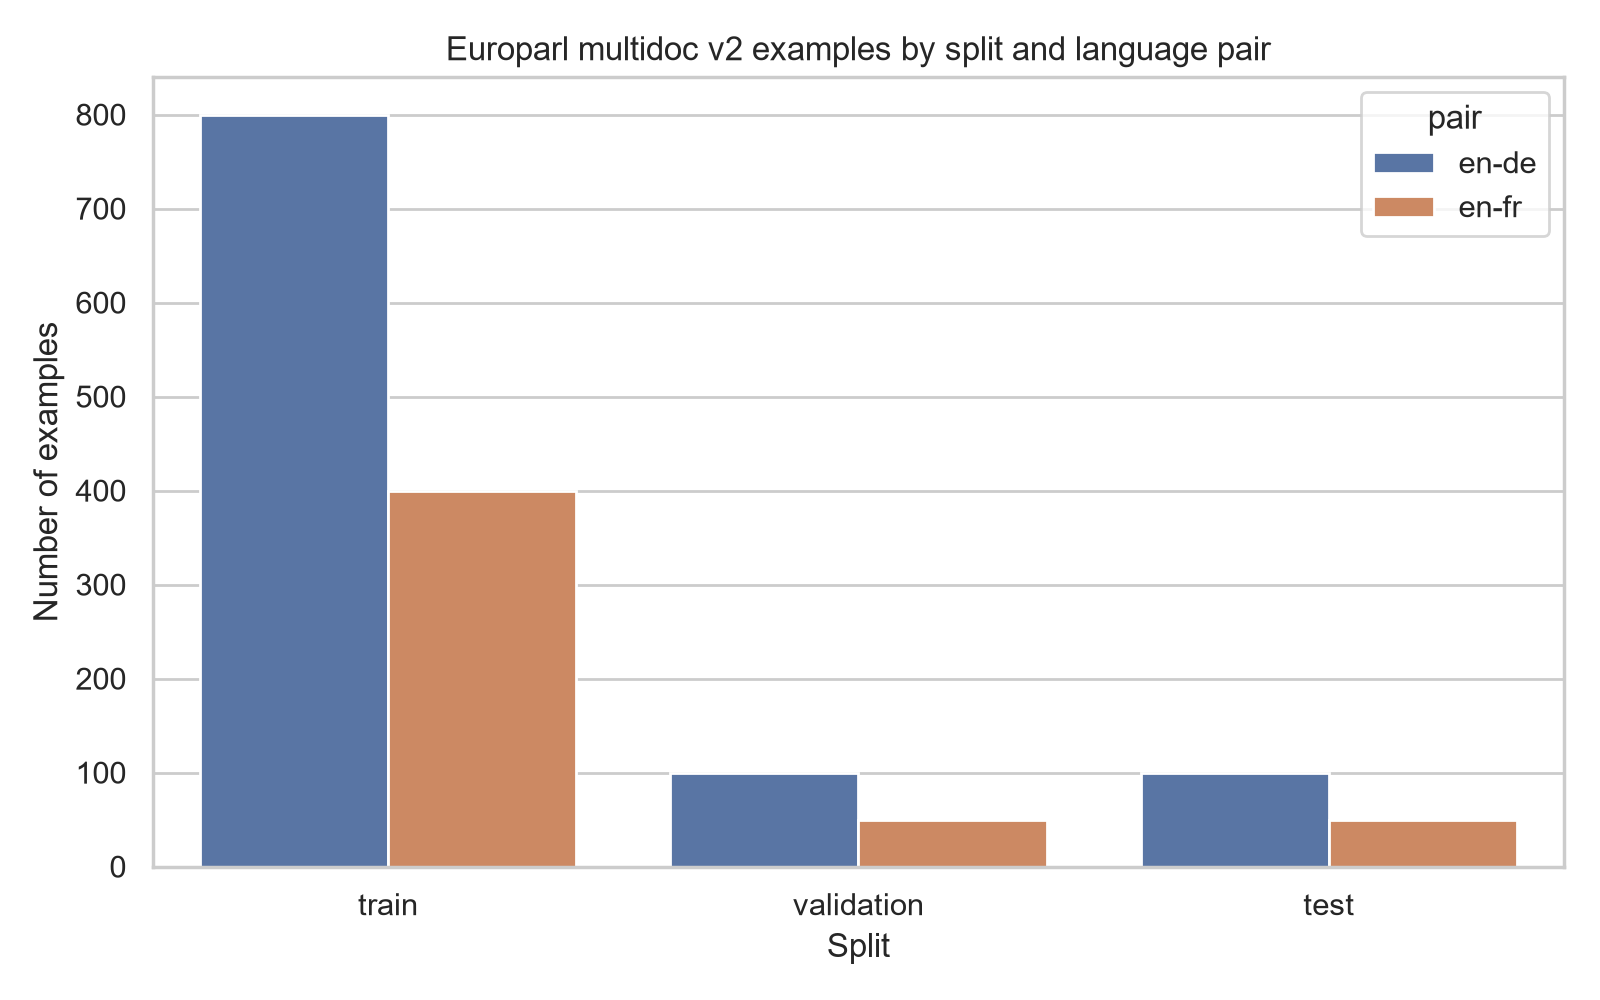 Europarl multidoc v2 examples by split and language pair
pair
en-de
en-fr
Number of examples
800
700
600
500
400
300
200
100
0
train
validation
test
Split